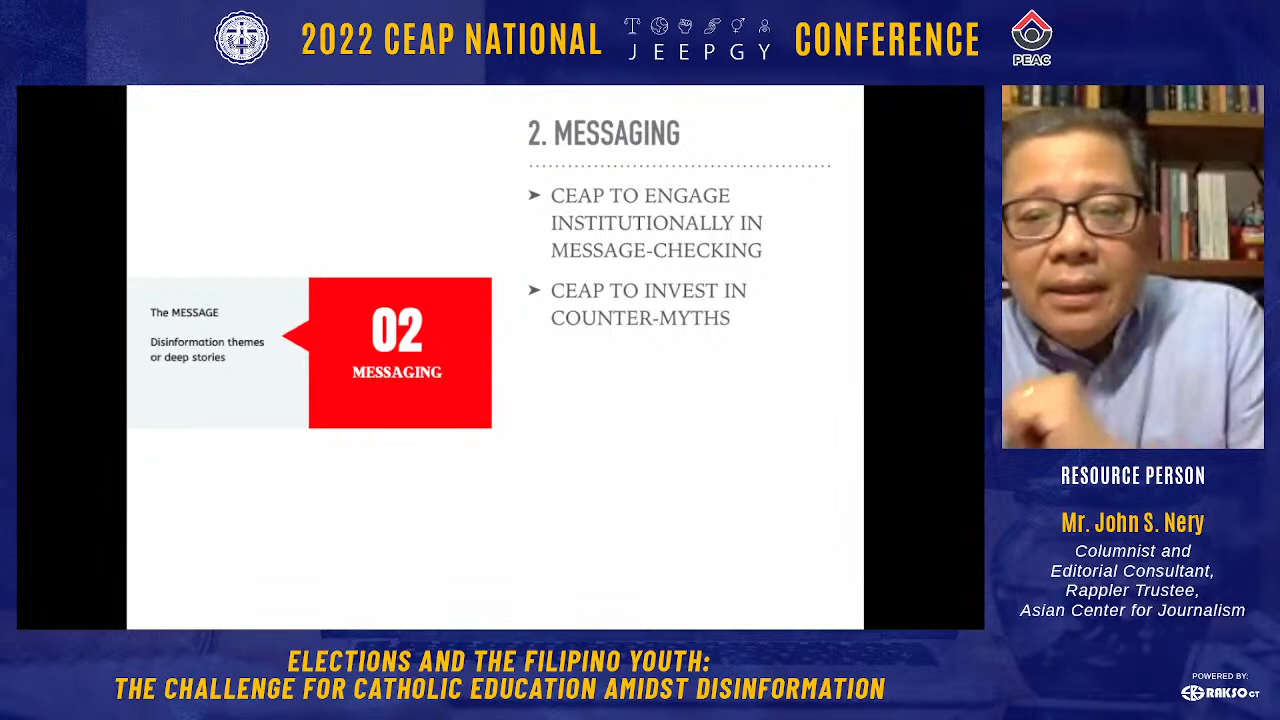 2022 CEAP NATIONAL JEEPGY CONFERENCE
PEAC
2. MESSAGING
➤ CEAP TO ENGAGE
INSTITUTIONALLY IN
MESSAGE-CHECKING
➤ CEAP TO INVEST IN
COUNTER-MYTHS
The MESSAGE
Disinformation themes
or deep stories
02
MESSAGING
RESOURCE PERSON
Mr. John S. Nery
Columnist and
Editorial Consultant,
Rappler Trustee,
Asian Center for Journalism
ELECTIONS AND THE FILIPINO YOUTH:
THE CHALLENGE FOR CATHOLIC EDUCATION AMIDST DISINFORMATION
POWERED BY:
RAKSO CT